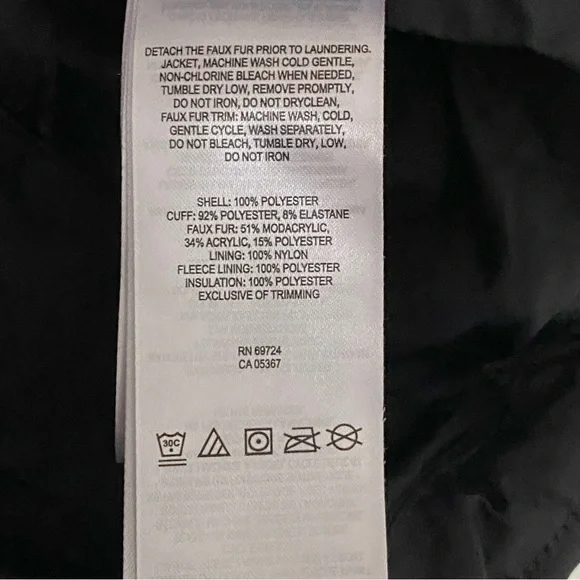 DETACH THE FAUX FUR PRIOR TO LAUNDERING.
JACKET, MACHINE WASH COLD GENTLE,
NON-CHLORINE BLEACH WHEN NEEDED,
TUMBLE DRY LOW, REMOVE PROMPTLY,
DO NOT IRON, DO NOT DRYCLEAN,
FAUX FUR TRIM: MACHINE WASH, COLD,
GENTLE CYCLE, WASH SEPARATELY,
DO NOT BLEACH, TUMBLE DRY, LOW,
DO NOT IRON
SHELL: 100% POLYESTER
CUFF: 92% POLYESTER, 8% ELASTANE
FAUX FUR: 51% MODACRYLIC,
34% ACRYLIC, 15% POLYESTER
LINING: 100% NYLON
FLEECE LINING: 100% POLYESTER
INSULATION: 100% POLYESTER
EXCLUSIVE OF TRIMMING
RN 69724
CA 05367
30C